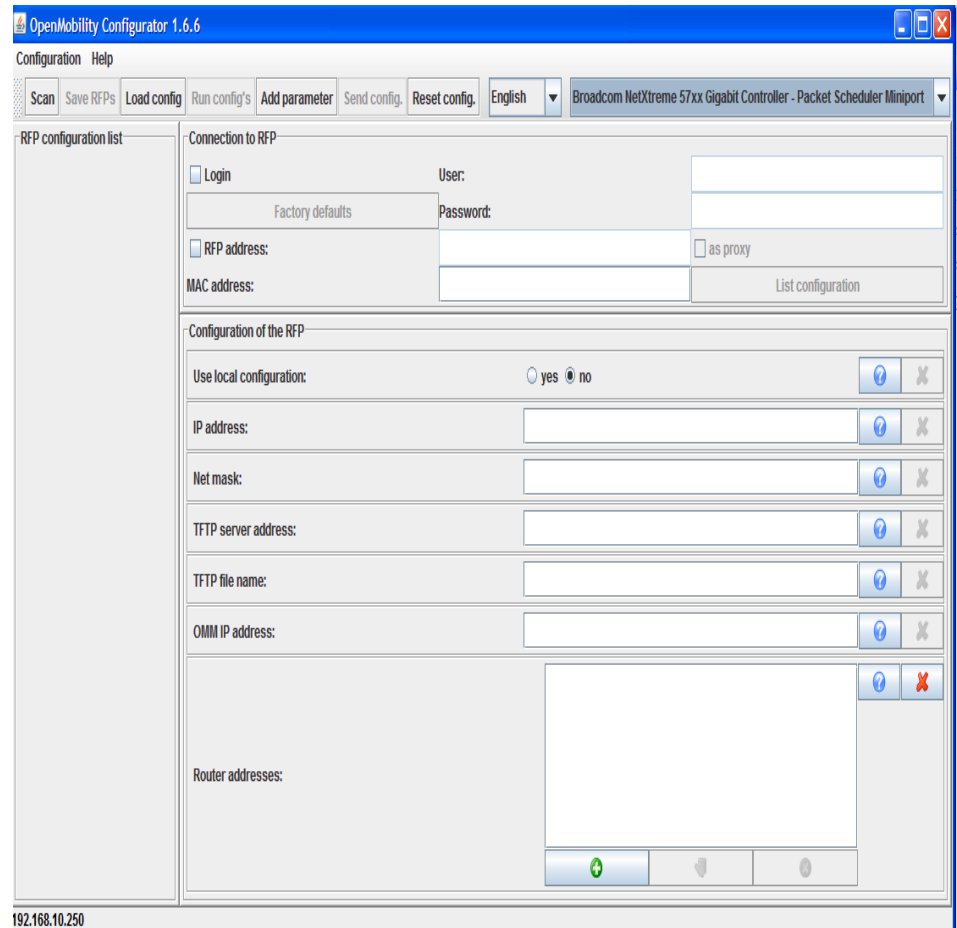 OpenMobility Configurator 1.6.6
Configuration Help
Scan Save RFPs Load config Run config's Add parameter Send config. Reset config. English Broadcom NetXtreme 57xx Gigabit Controller - Packet Scheduler Miniport
RFP configuration list
Connection to RFP
Login User:
Factory defaults Password:
RFP address: as proxy
MAC address: List configuration
Configuration of the RFP
Use local configuration: yes no
IP address:
Net mask:
TFTP server address:
TFTP file name:
OMM IP address:
Router addresses:
192.168.10.250